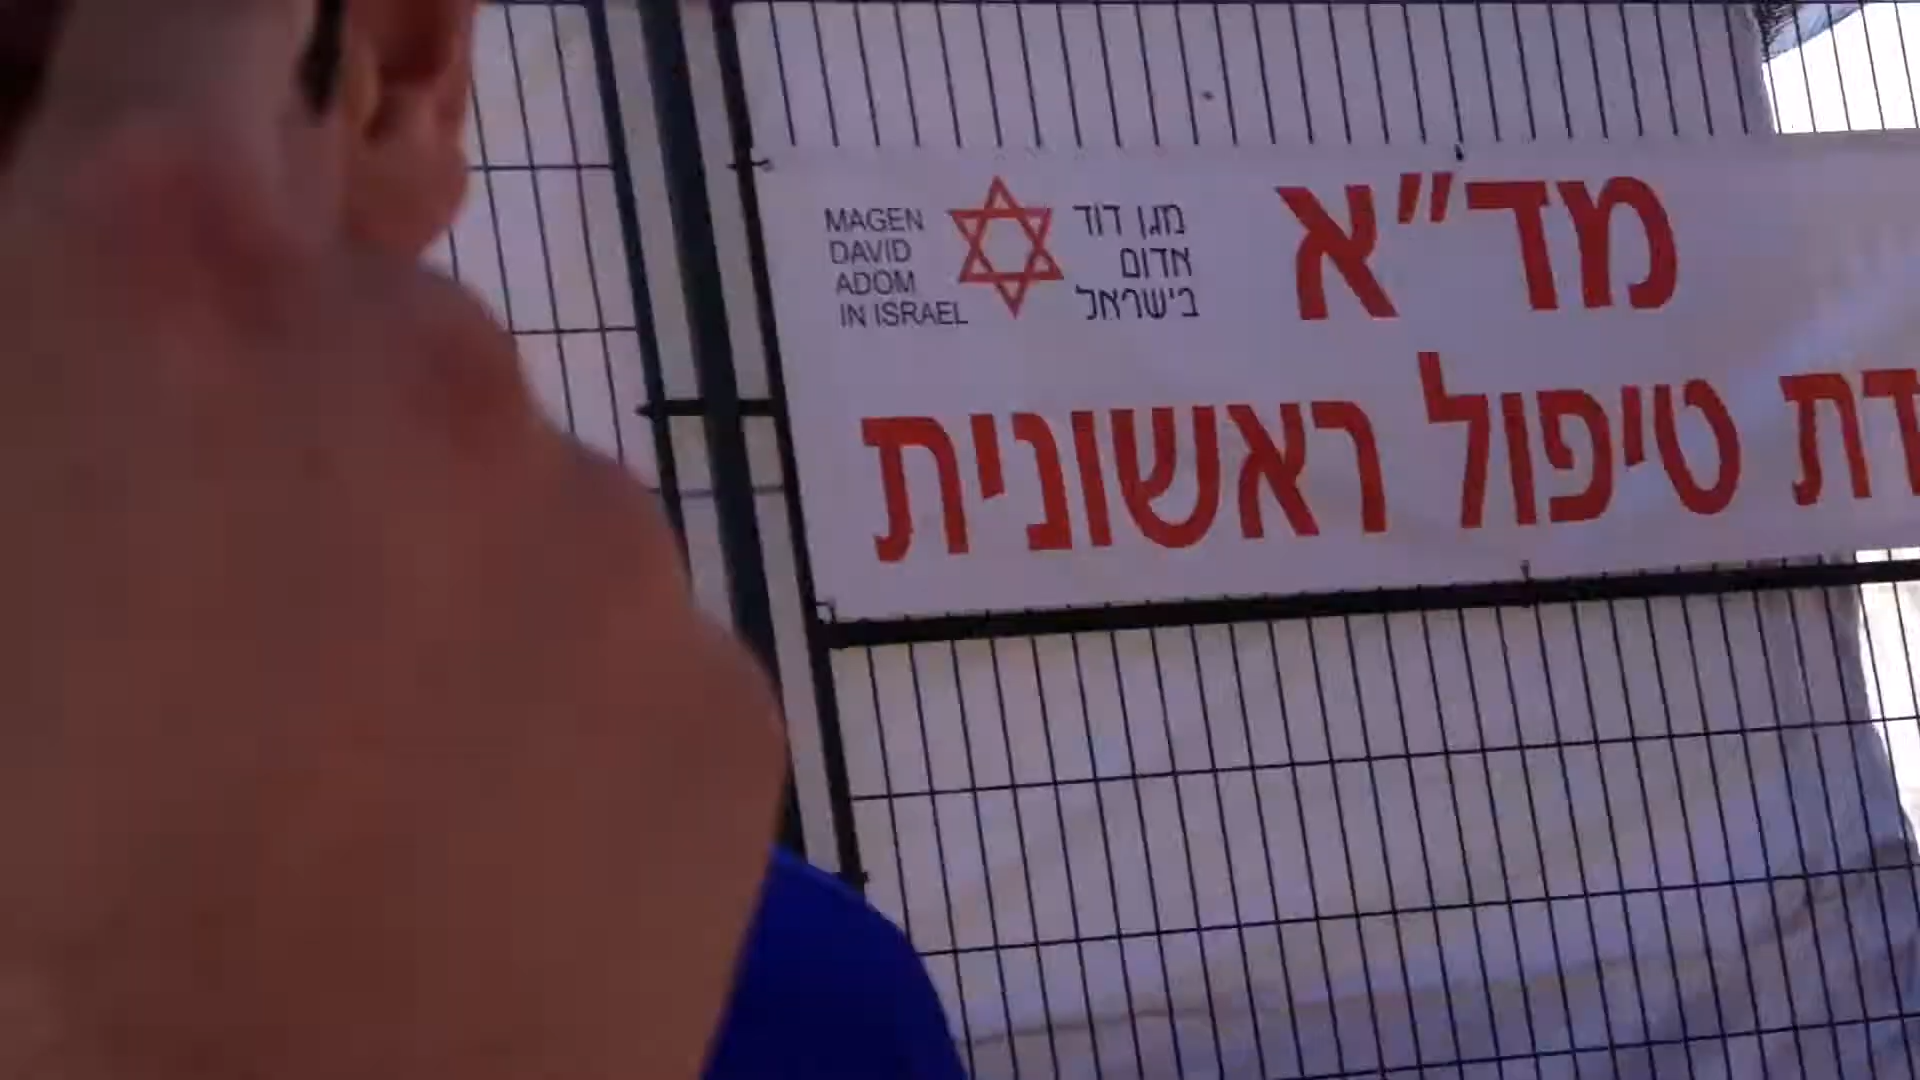 MAGEN
DAVID
ADOM
IN ISRAEL
מגן דוד
אדום
בישראל
מד״א
טיפול ראשונית